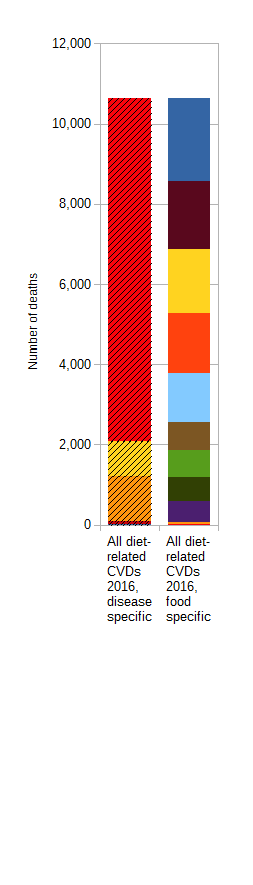 12,000
10,000
8,000
6,000
4,000
2,000
0
Number of deaths
All diet-
related
CVDs
2016,
disease
specific
All diet-
related
CVDs
2016,
food
specific